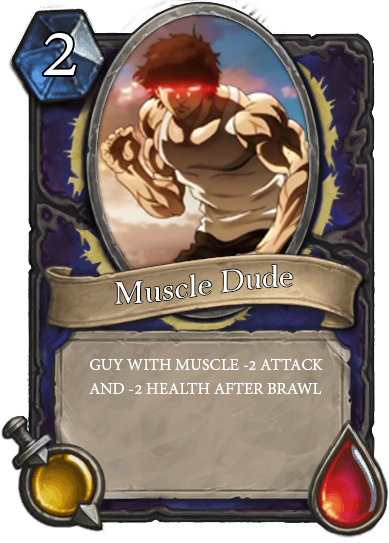 2
Muscle Dude
GUY WITH MUSCLE -2 ATTACK
AND -2 HEALTH AFTER BRAWL